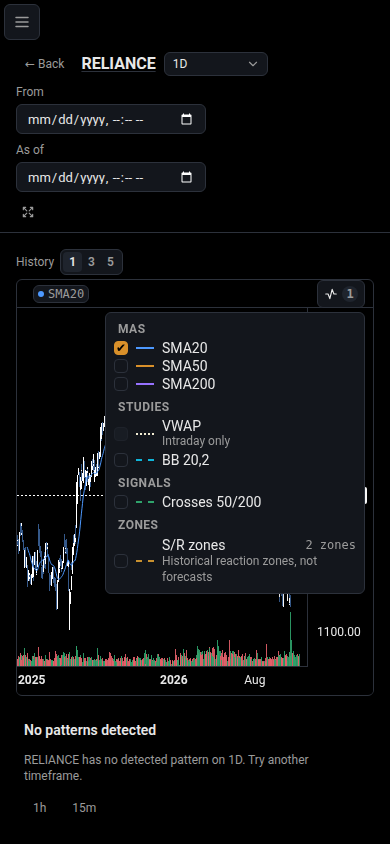 ← Back RELIANCE 1D
From
mm/dd/yyyy, --:-- --
As of
mm/dd/yyyy, --:-- --
History 1 3 5
SMA20 1
MAS
SMA20
SMA50
SMA200
STUDIES
VWAP
Intraday only
BB 20,2
SIGNALS
Crosses 50/200
ZONES
S/R zones 2 zones
Historical reaction zones, not
forecasts
1100.00
2025 2026 Aug
No patterns detected
RELIANCE has no detected pattern on 1D. Try another
timeframe.
1h 15m